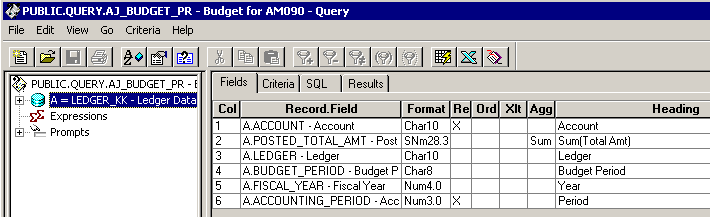 PUBLIC.QUERY.AJ_BUDGET_PR - Budget for AM090 - Query
File Edit View Go Criteria Help
PUBLIC.QUERY.AJ_BUDGET_PR - E
A = LEDGER_KK - Ledger Data
Expressions
Prompts
Fields Criteria SQL Results
Col Record.Field Format Re Ord Xlt Agg Heading
1 A.ACCOUNT - Account Char10 X Account
2 A.POSTED_TOTAL_AMT - Post SNm28.3 Sum Sum(Total Amt)
3 A.LEDGER - Ledger Char10 Ledger
4 A.BUDGET_PERIOD - Budget P Char8 Budget Period
5 A.FISCAL_YEAR - Fiscal Year Num4.0 Year
6 A.ACCOUNTING_PERIOD - Acc Num3.0 X Period